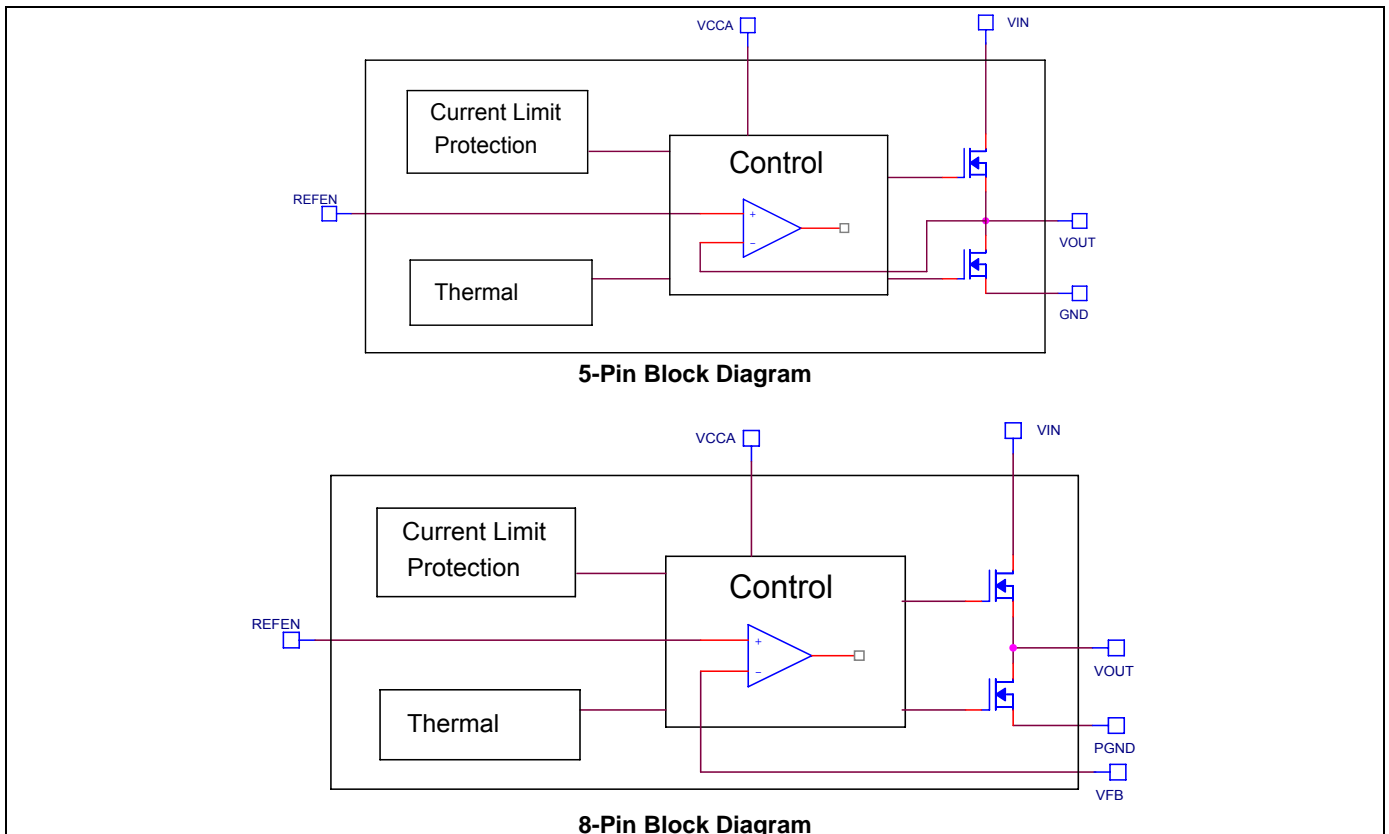 VCCA
VIN
Current Limit
Protection
Control
REFEN
+
−
VOUT
Thermal
GND
5-Pin Block Diagram
VCCA
VIN
Current Limit
Protection
Control
REFEN
+
−
VOUT
Thermal
PGND
VFB
8-Pin Block Diagram